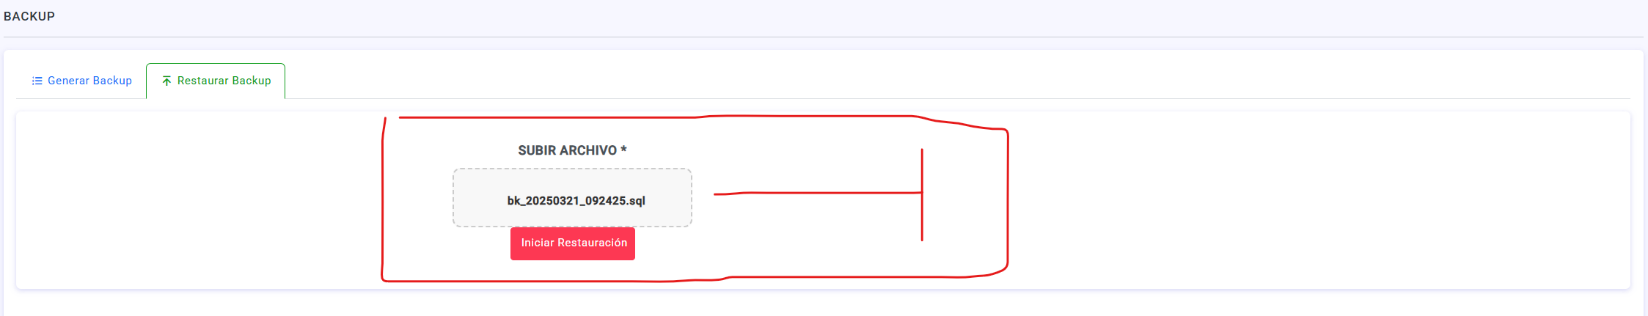 BACKUP
Generar Backup
Restaurar Backup
SUBIR ARCHIVO *
bk_20250321_092425.sql
Iniciar Restauración